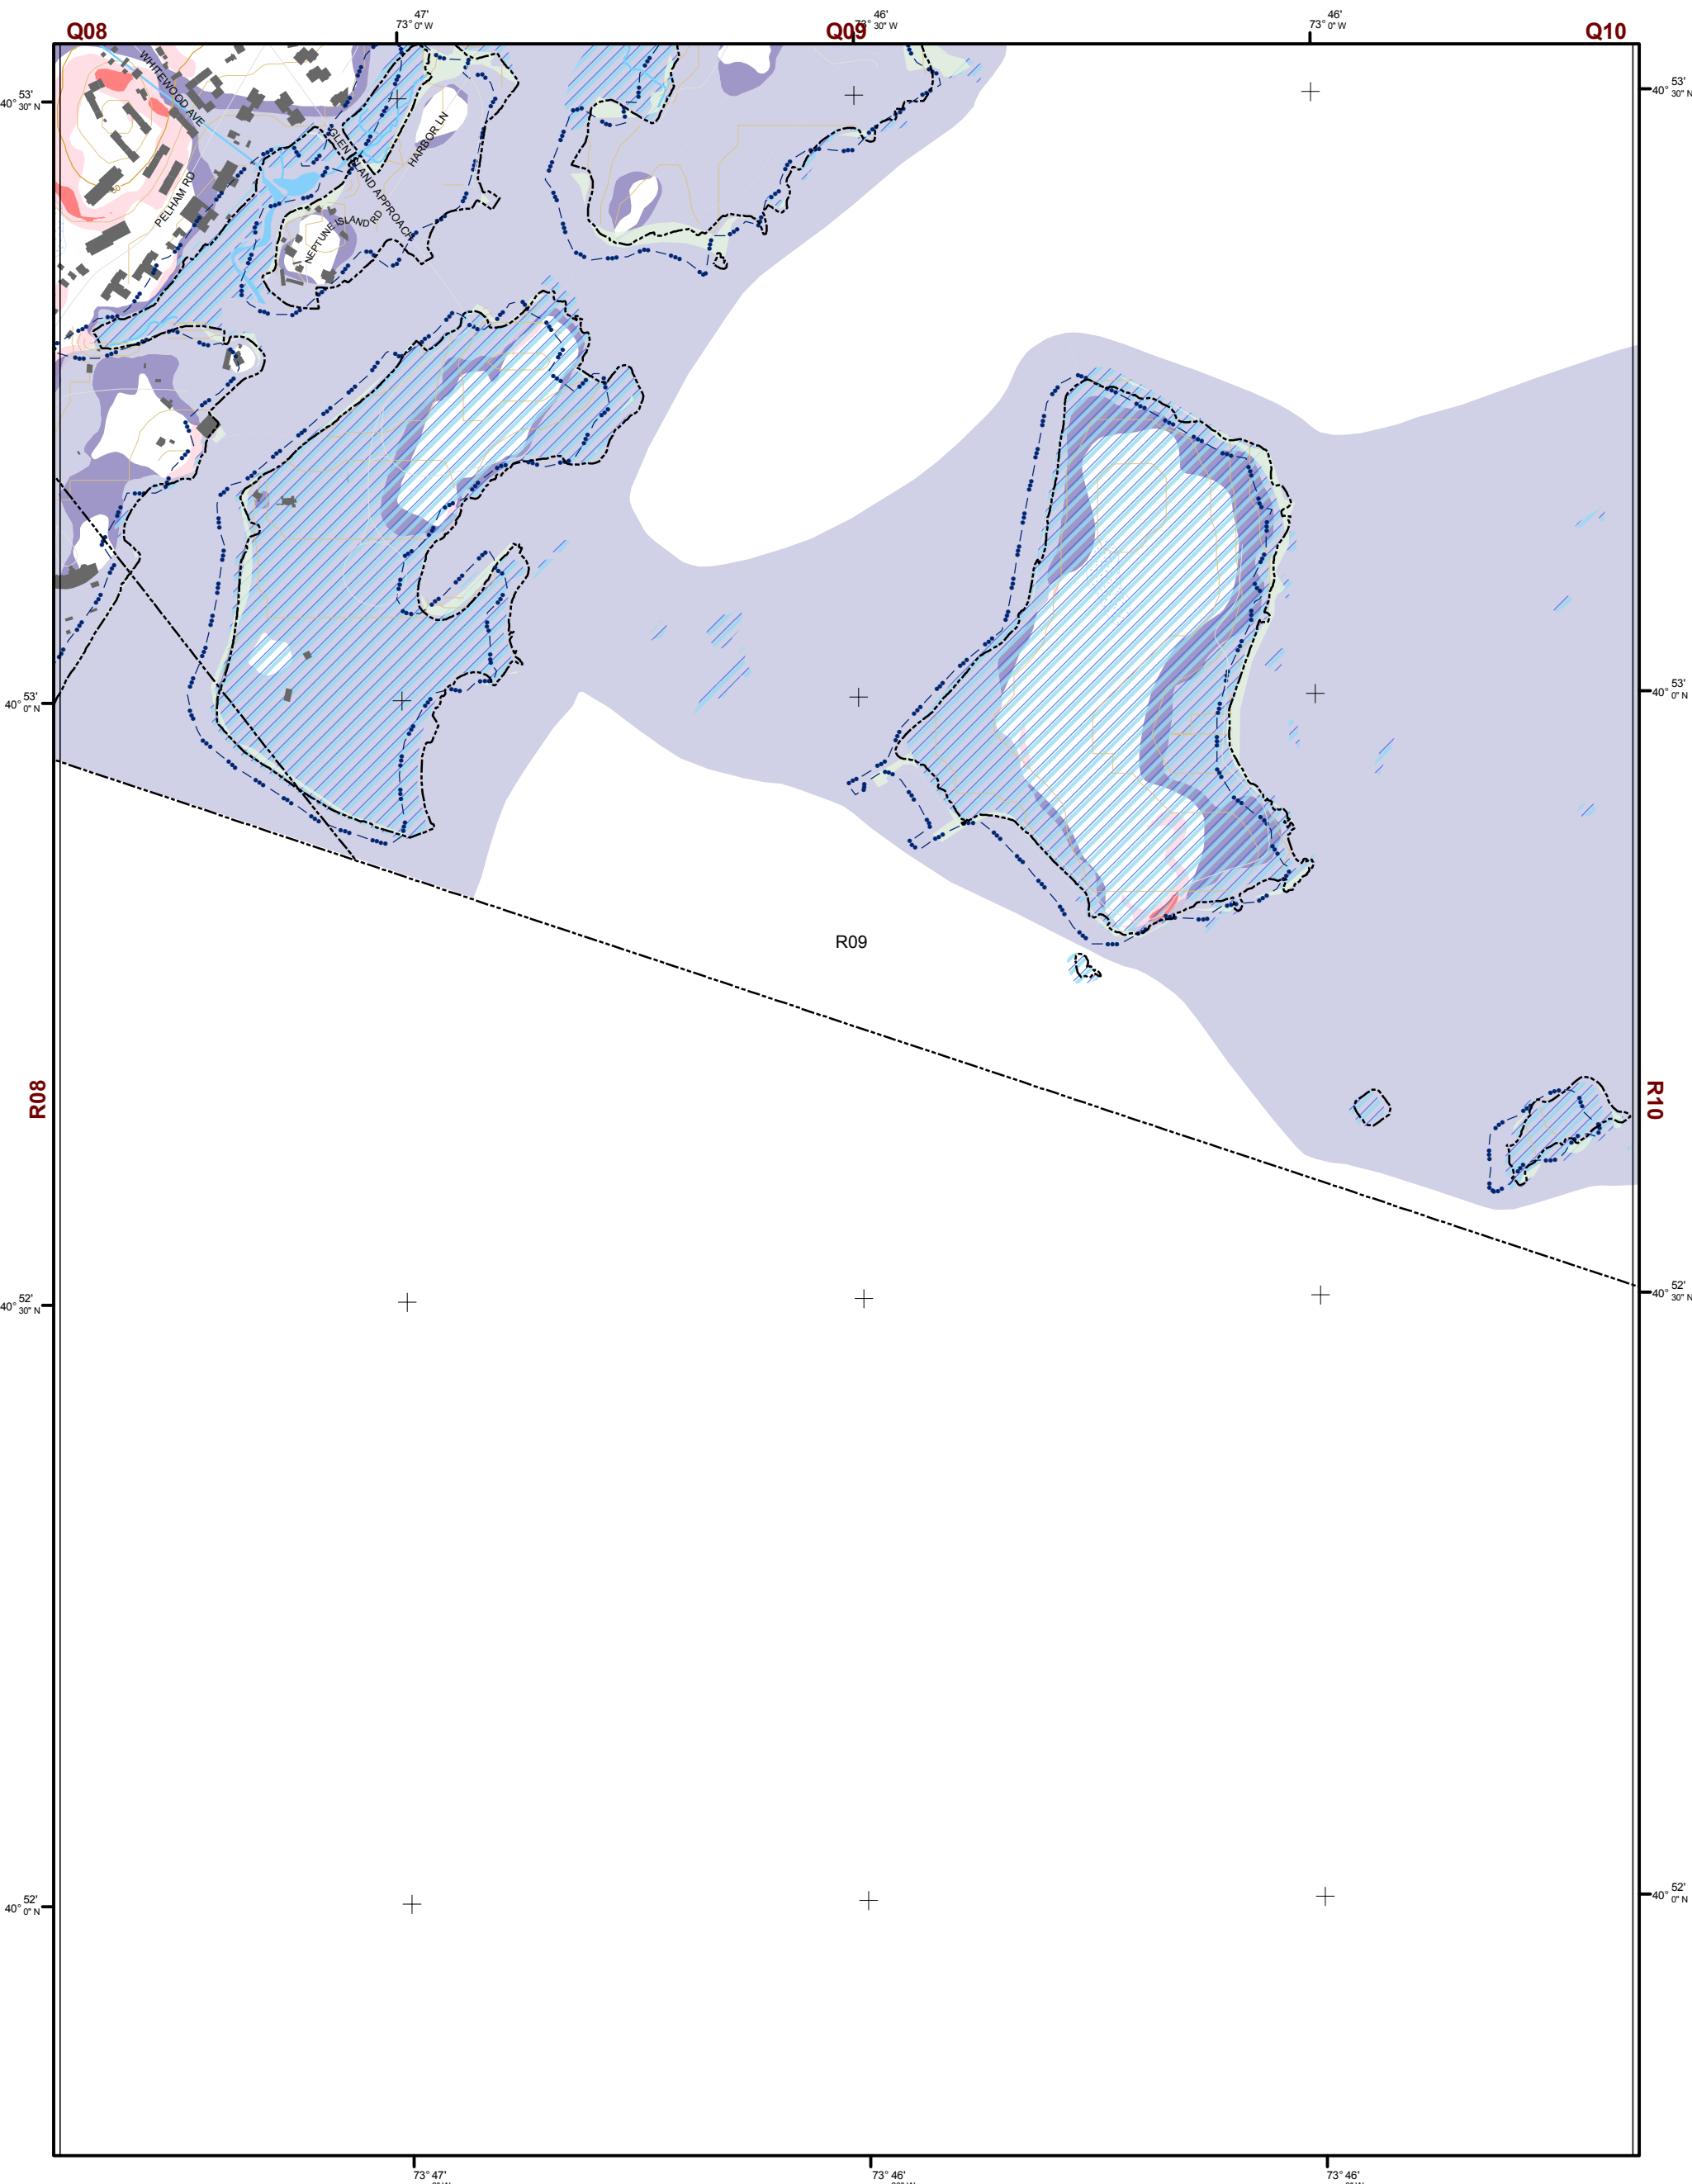 47'
73° 0" W
46'
73° 30" W
46'
73° 0" W
Q08
Q09
Q10
53'
40° 30" N
53'
40° 30" N
WHITEWOOD AVE
PELHAM RD
GLEN ISLAND APPROACH
HARBOR LN
NEPTUNE ISLAND RD
50
53'
40° 0" N
53'
40° 0" N
R09
R08
R10
52'
40° 30" N
52'
40° 30" N
52'
40° 0" N
52'
40° 0" N
73° 47'
73° 46'
73° 46'